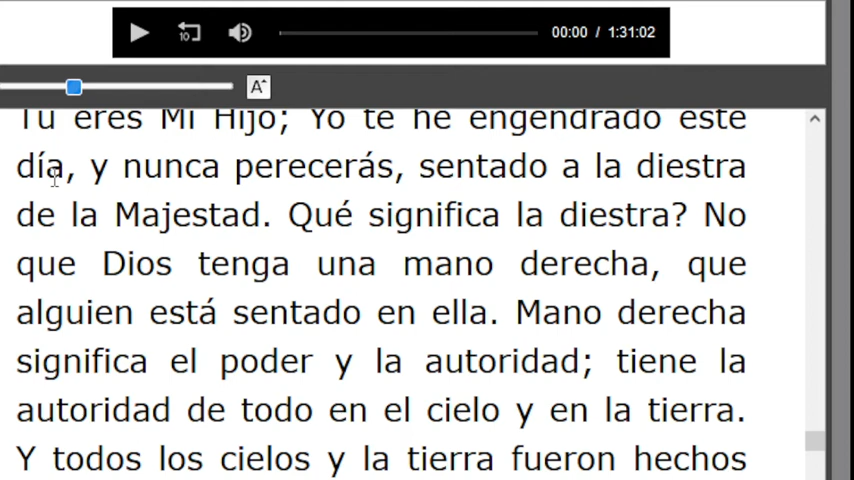 10
00:00 / 1:31:02
A
Tú eres Mi Hijo; Yo te he engendrado este
día, y nunca perecerás, sentado a la diestra
de la Majestad. Qué significa la diestra? No
que Dios tenga una mano derecha, que
alguien está sentado en ella. Mano derecha
significa el poder y la autoridad; tiene la
autoridad de todo en el cielo y en la tierra.
Y todos los cielos y la tierra fueron hechos